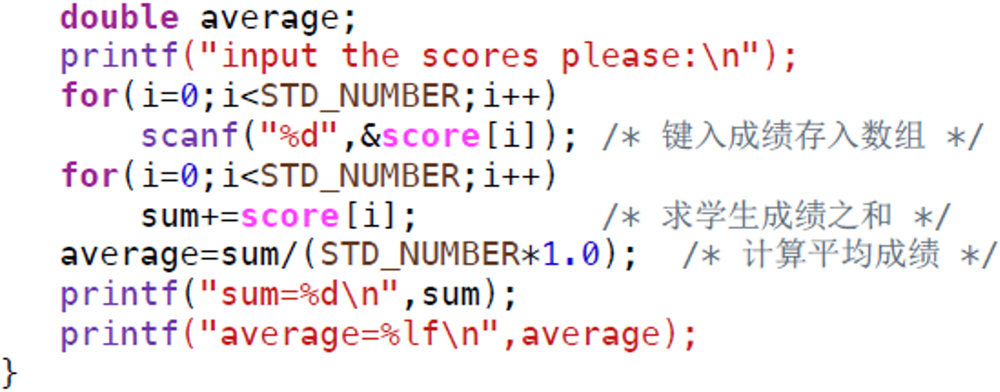 double average;
printf("input the scores please:\n");
for(i=0;i<STD_NUMBER;i++)
scanf("%d",&score[i]); /* 键入成绩存入数组 */
for(i=0;i<STD_NUMBER;i++)
sum+=score[i]; /* 求学生成绩之和 */
average=sum/(STD_NUMBER*1.0); /* 计算平均成绩 */
printf("sum=%d\n",sum);
printf("average=%lf\n",average);
}